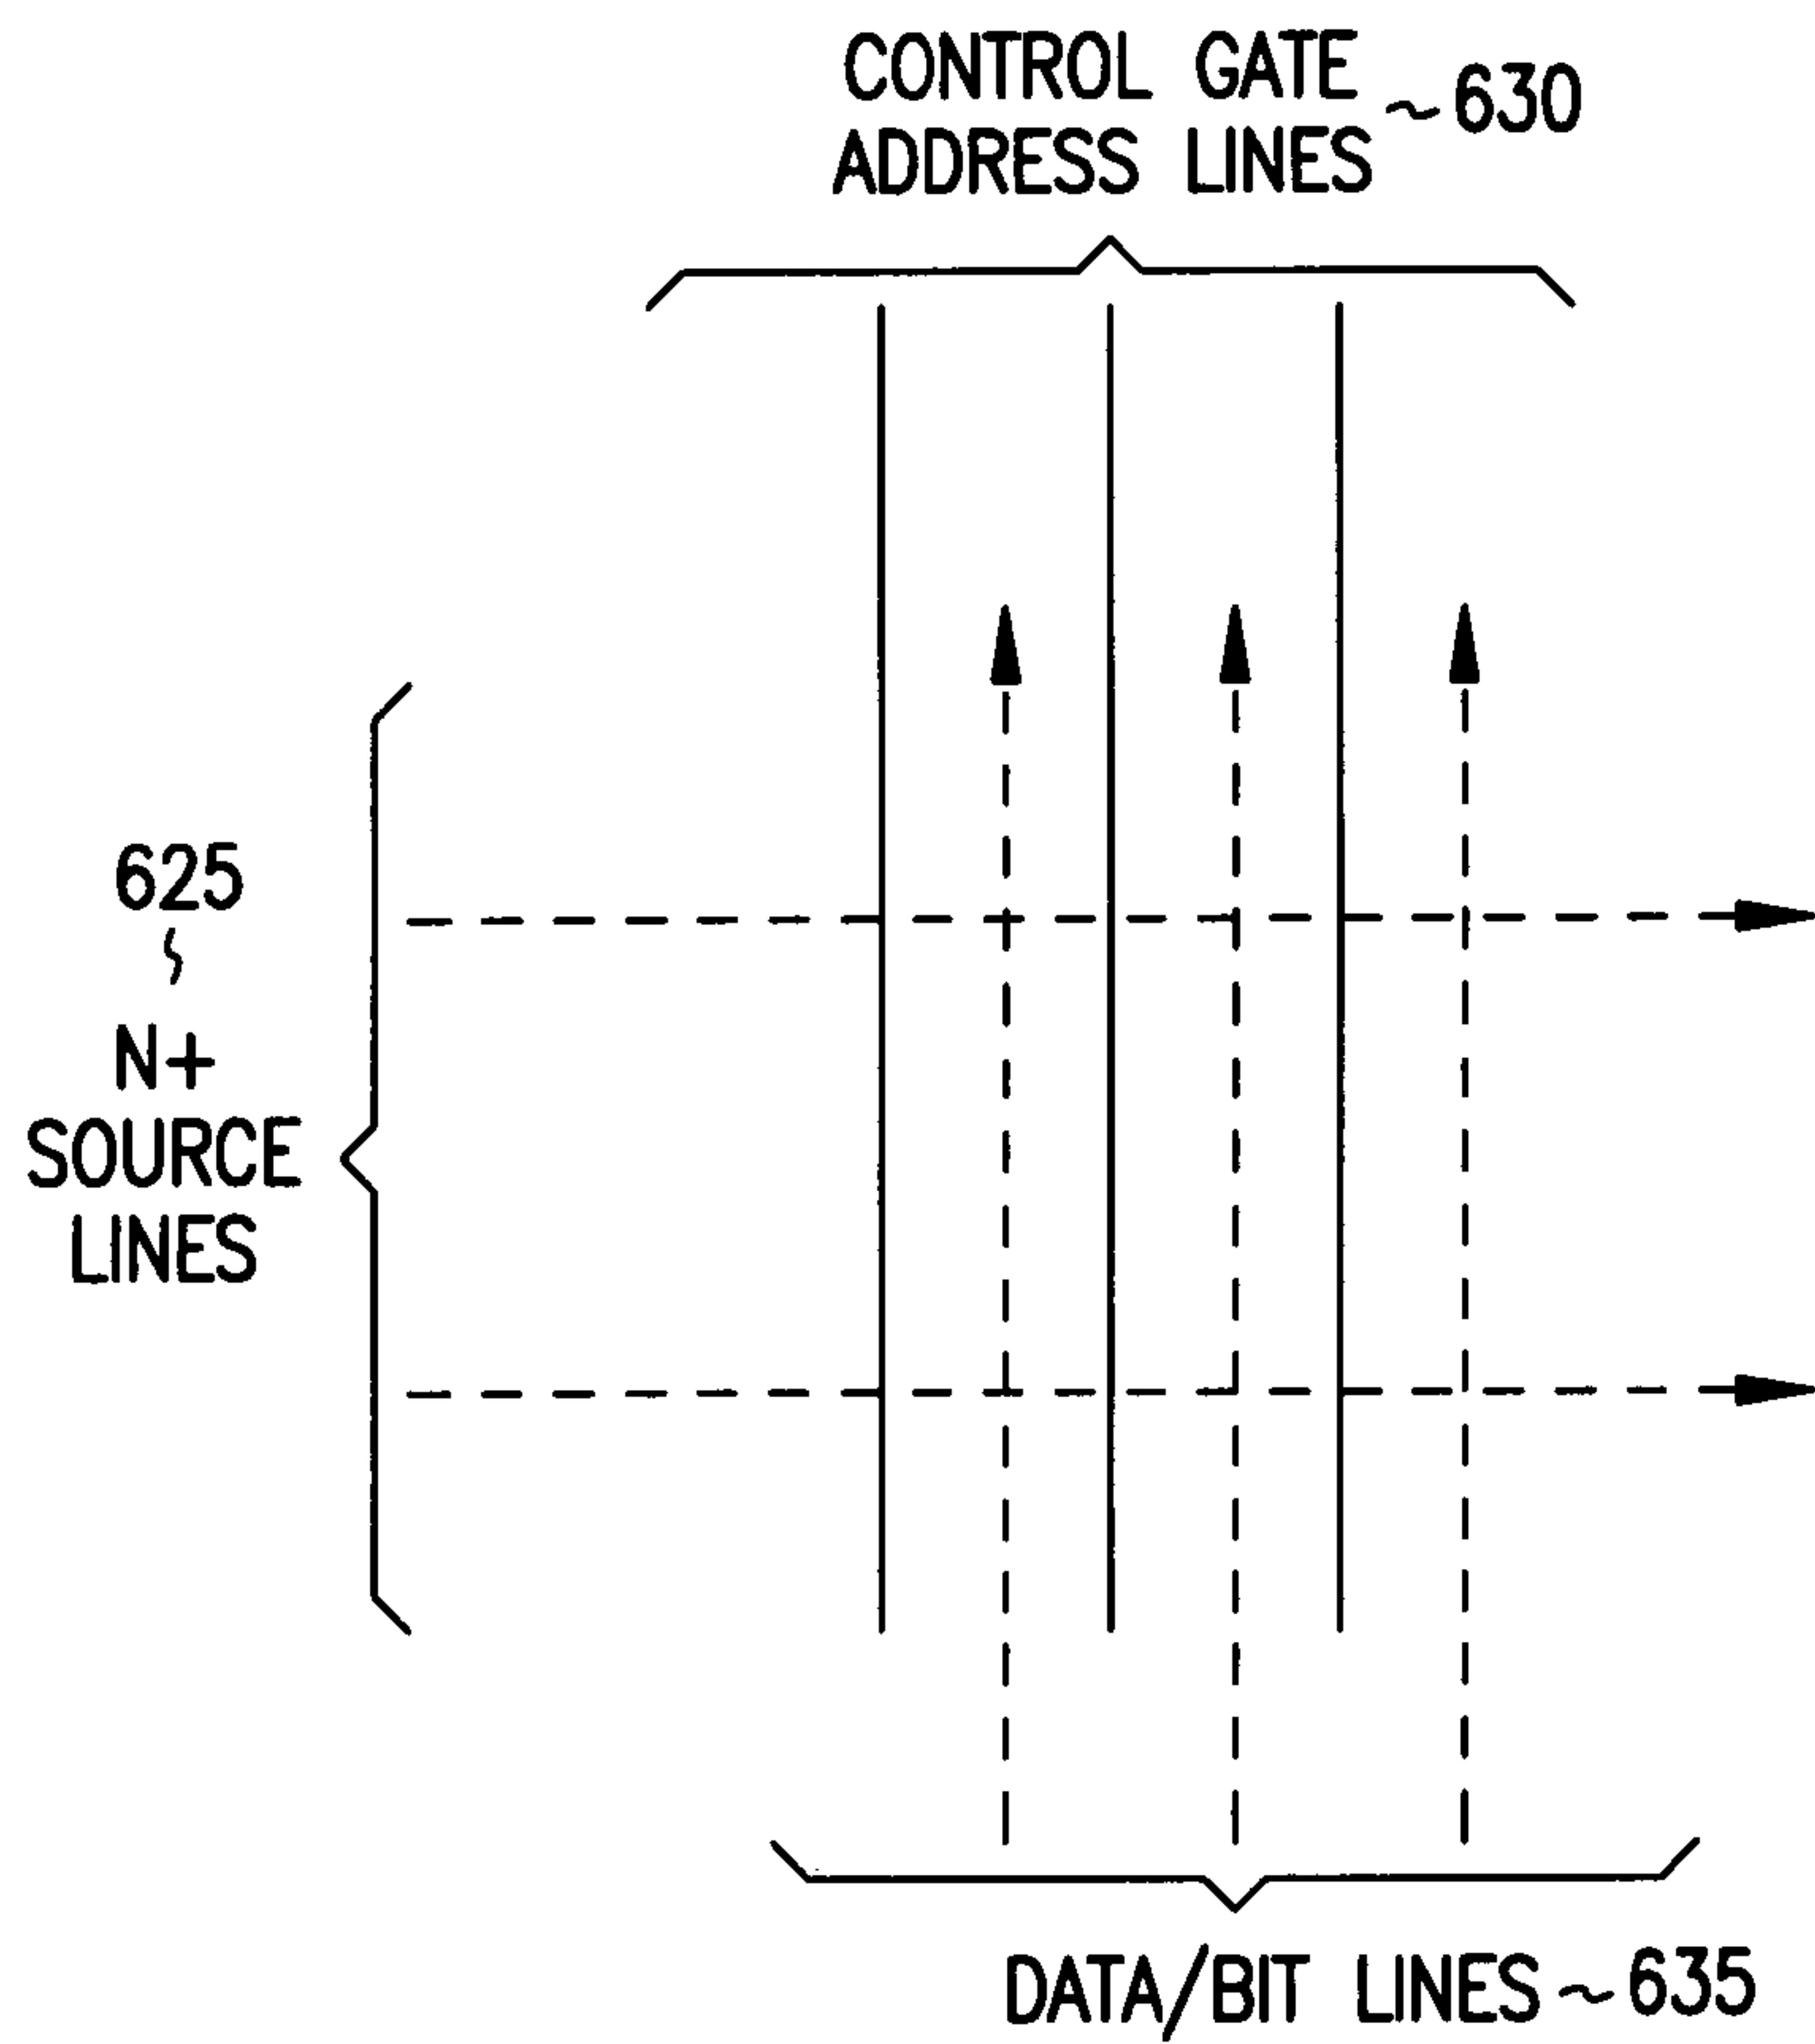 CONTROL GATE
ADDRESS LINES ~630
625
N+
SOURCE
LINES
DATA/BIT LINES ~635